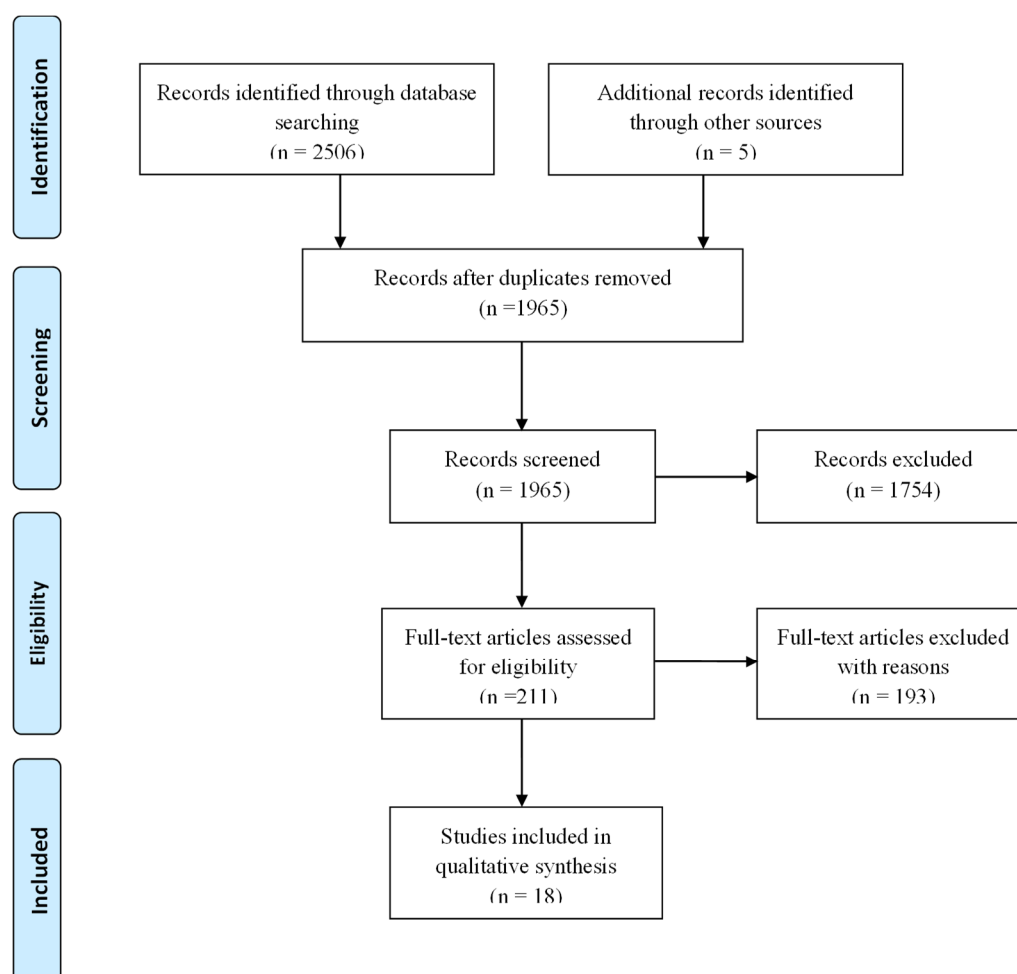 Identification
Records identified through database
searching
(n = 2506)
Additional records identified
through other sources
(n = 5)
Records after duplicates removed
(n =1965)
Screening
Records screened
(n = 1965)
Records excluded
(n = 1754)
Eligibility
Full-text articles assessed
for eligibility
(n =211)
Full-text articles excluded
with reasons
(n = 193)
Included
Studies included in
qualitative synthesis
(n = 18)